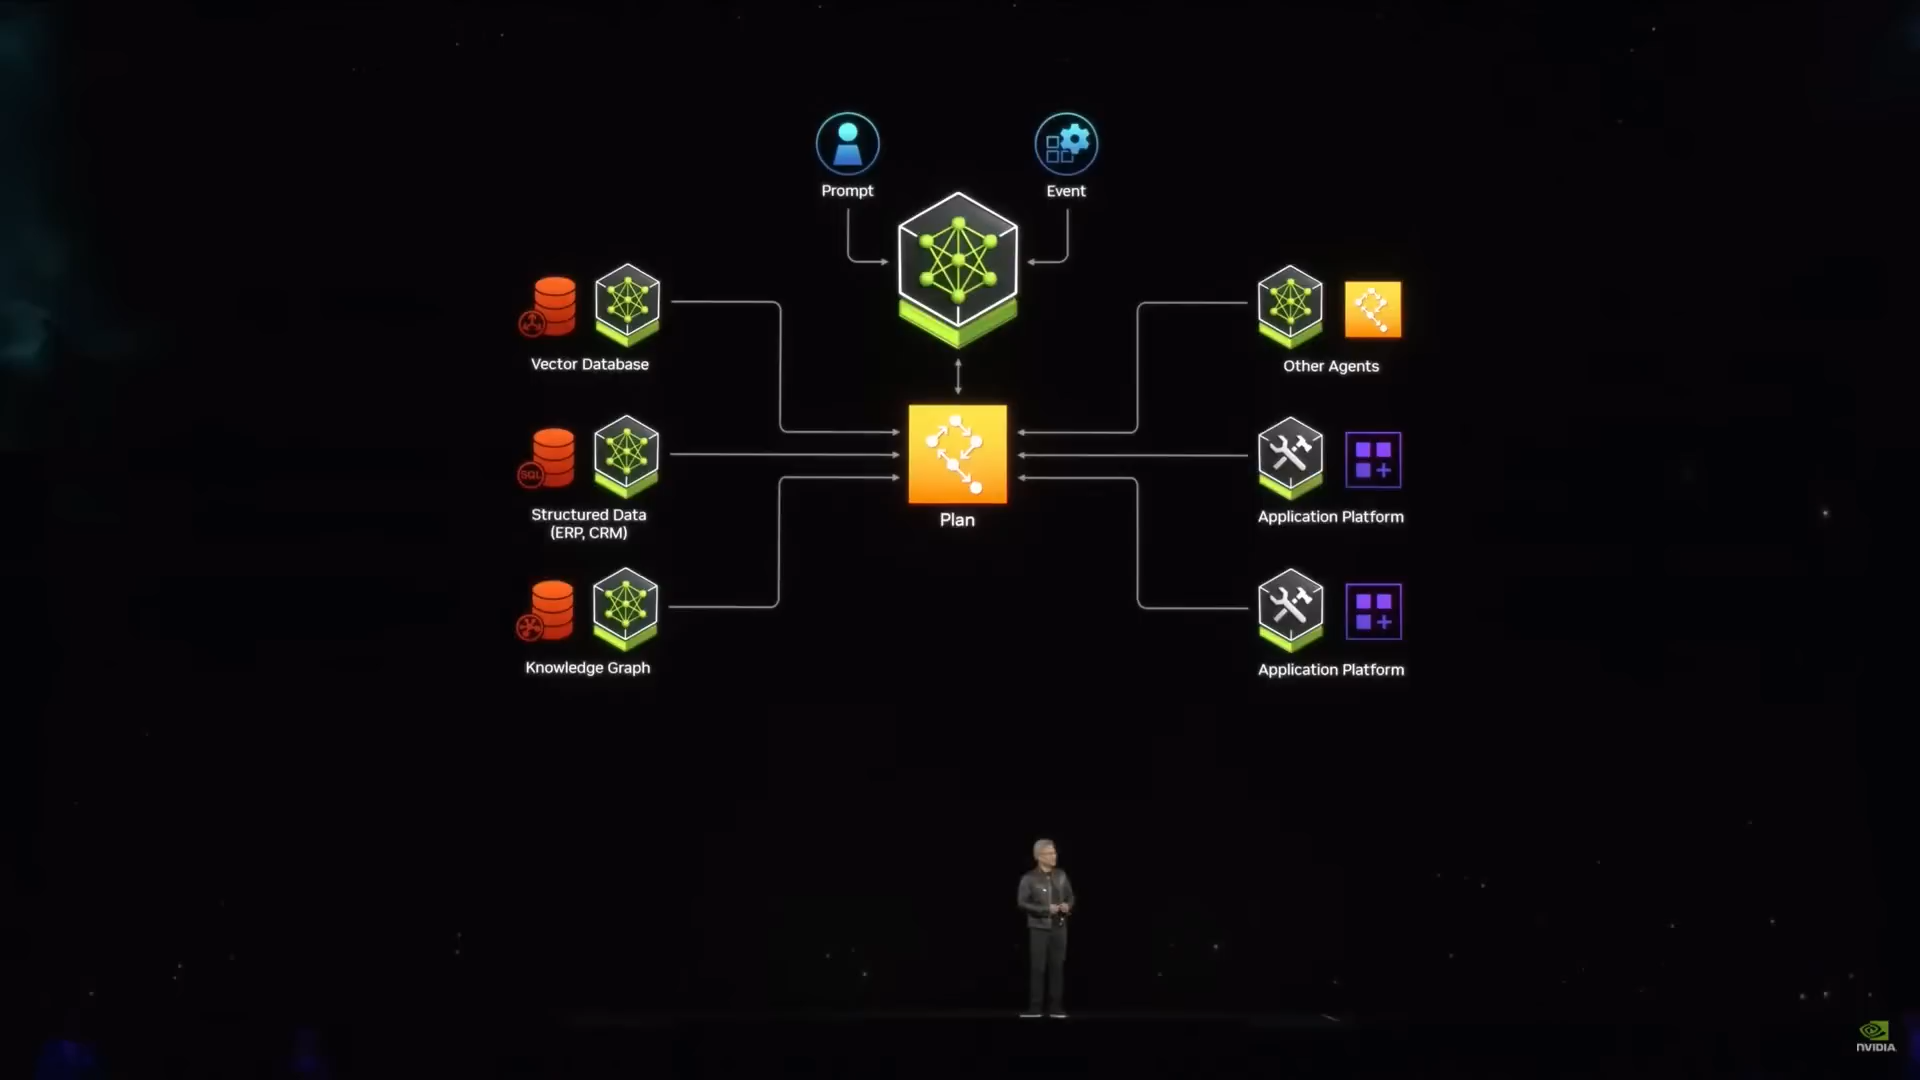 Prompt
Event
Vector Database
Other Agents
SQL
Structured Data
(ERP, CRM)
Plan
Application Platform
Knowledge Graph
Application Platform
NVIDIA